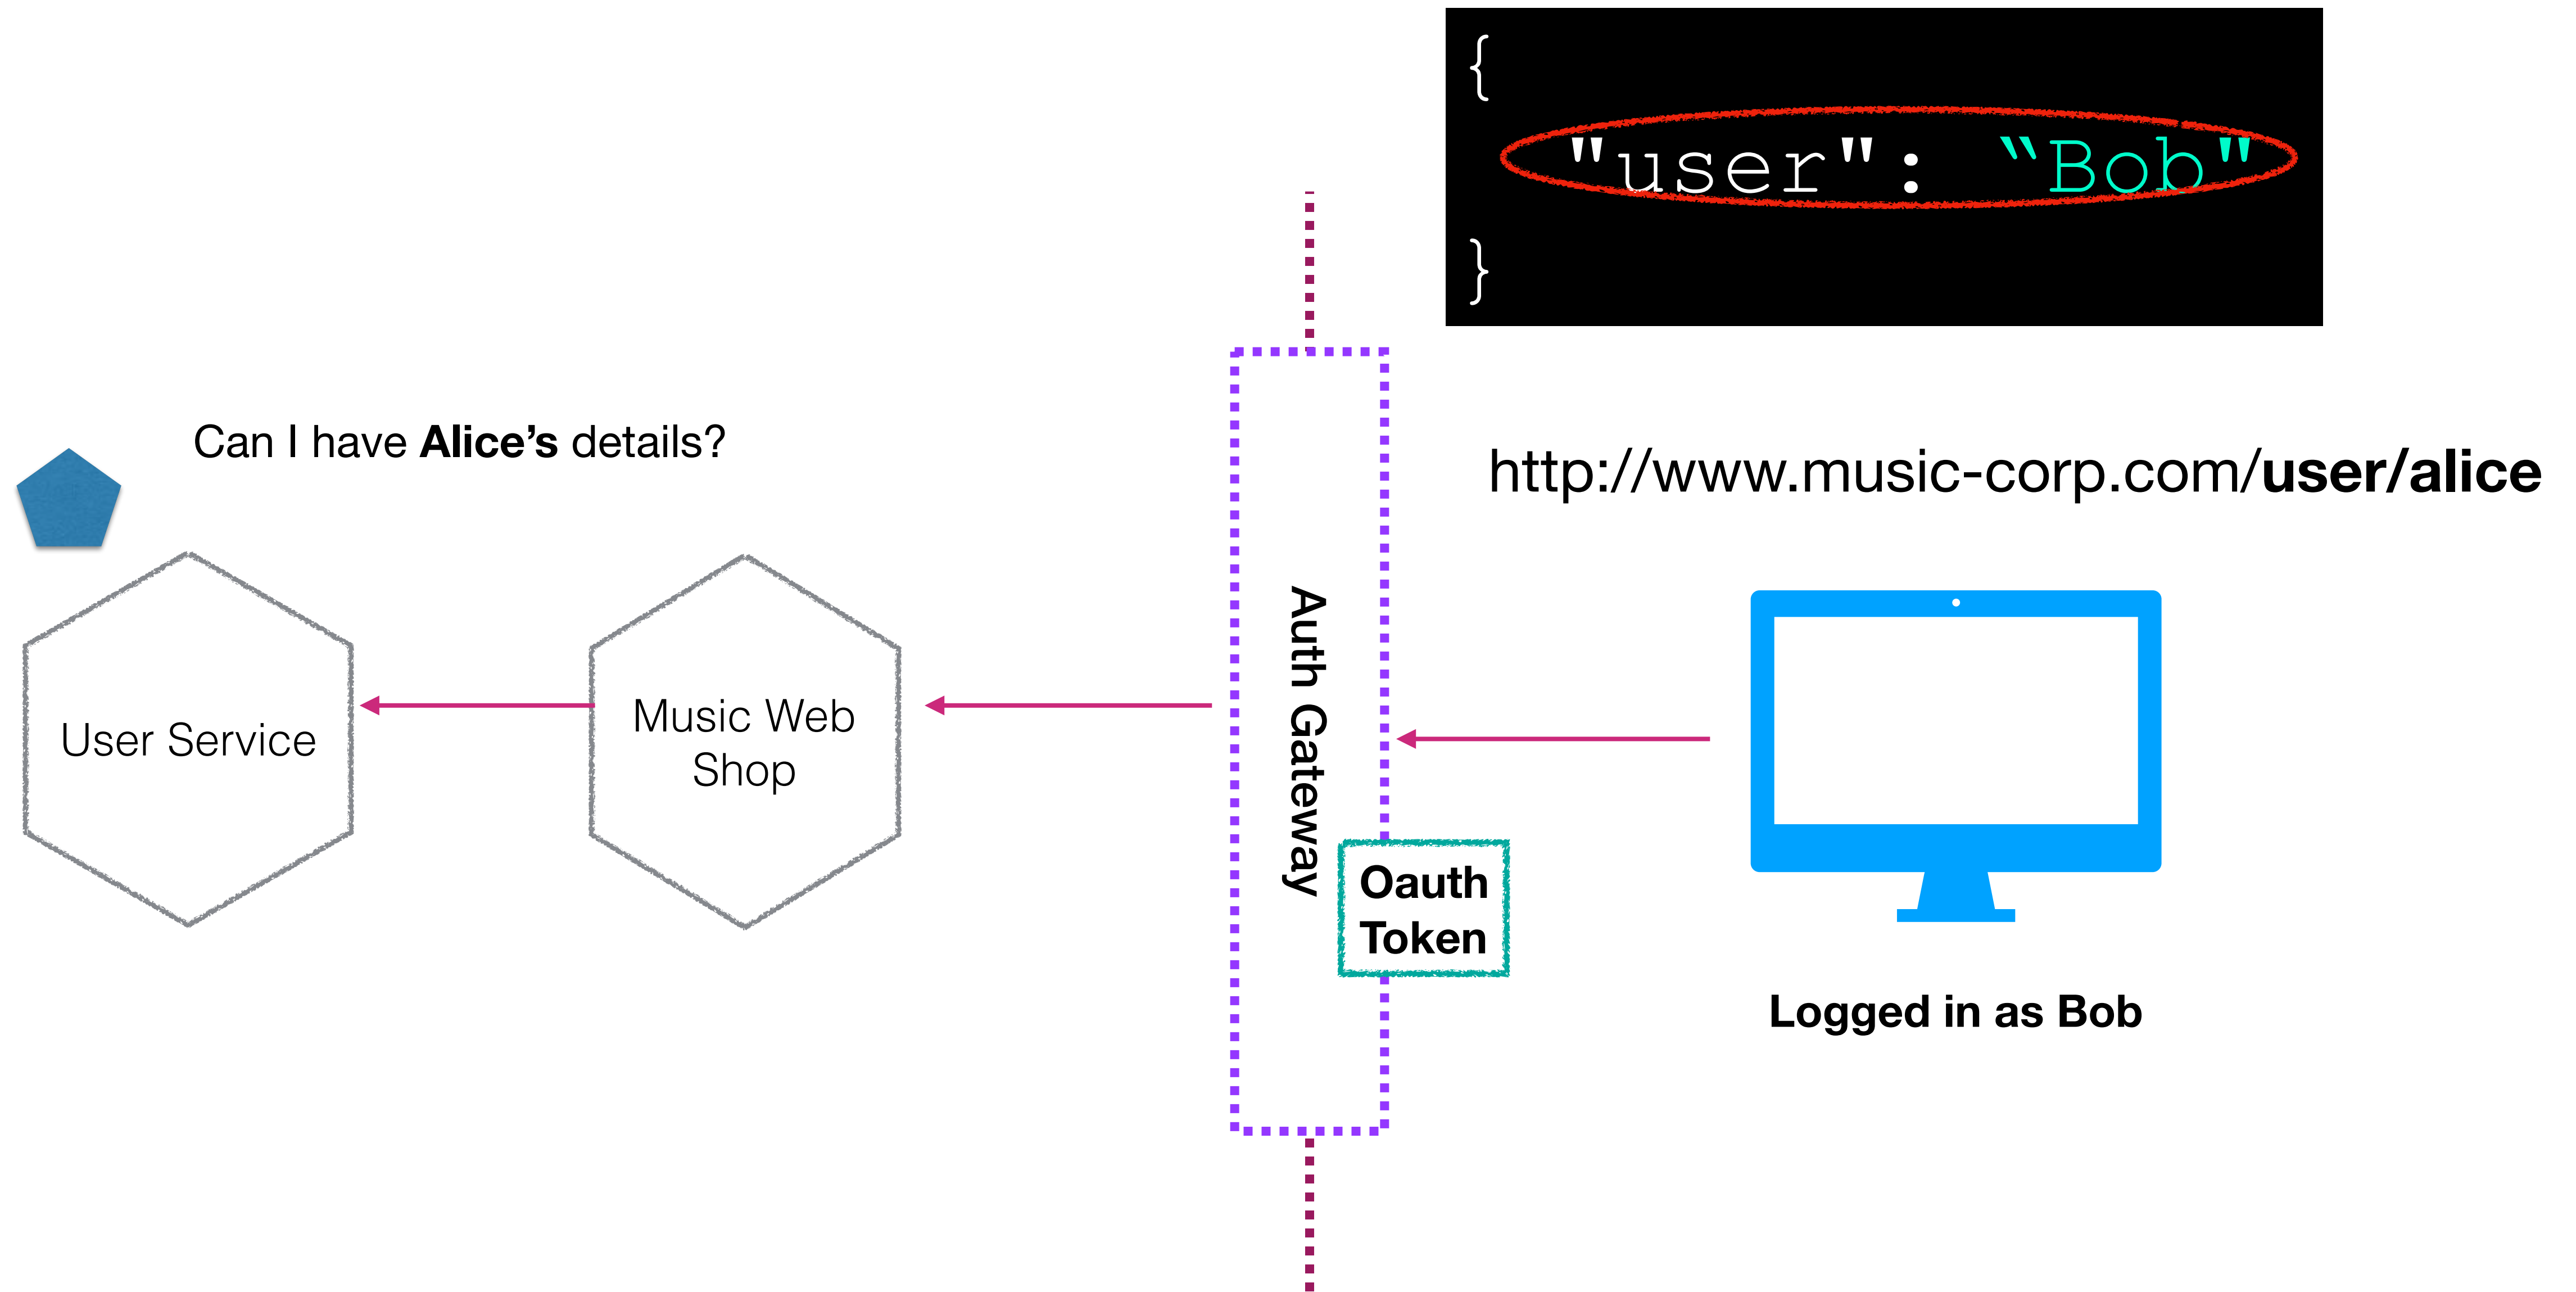 {
"user": “Bob"
}
Can I have Alice’s details?
http://www.music-corp.com/user/alice
User Service
Music Web
Shop
Auth Gateway
Oauth
Token
Logged in as Bob